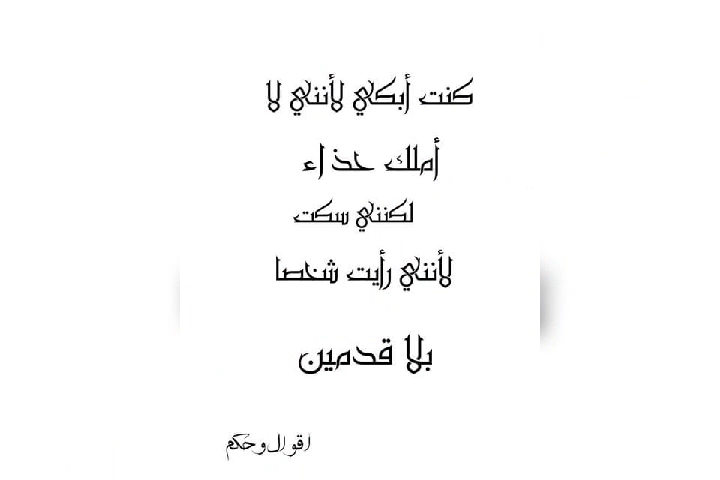 كنت أبكي لأنني لا
أملك حذاء
لكنني سكت
لأنني رأيت شخصا
بلا قدمين
اقوال وحكم